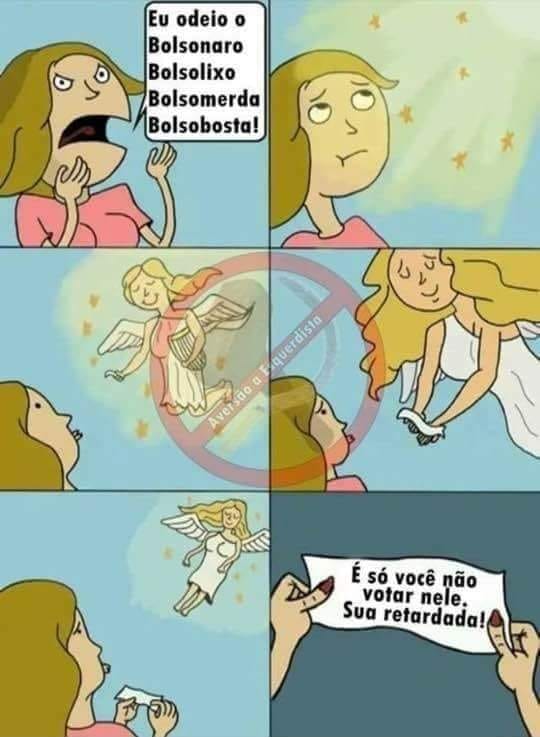 Eu odeio o
Bolsonaro
Bolsolixo
Bolsomerda
Bolsobosta!
Aversão a Esquerdista
É só você não
votar nele.
Sua retardada!